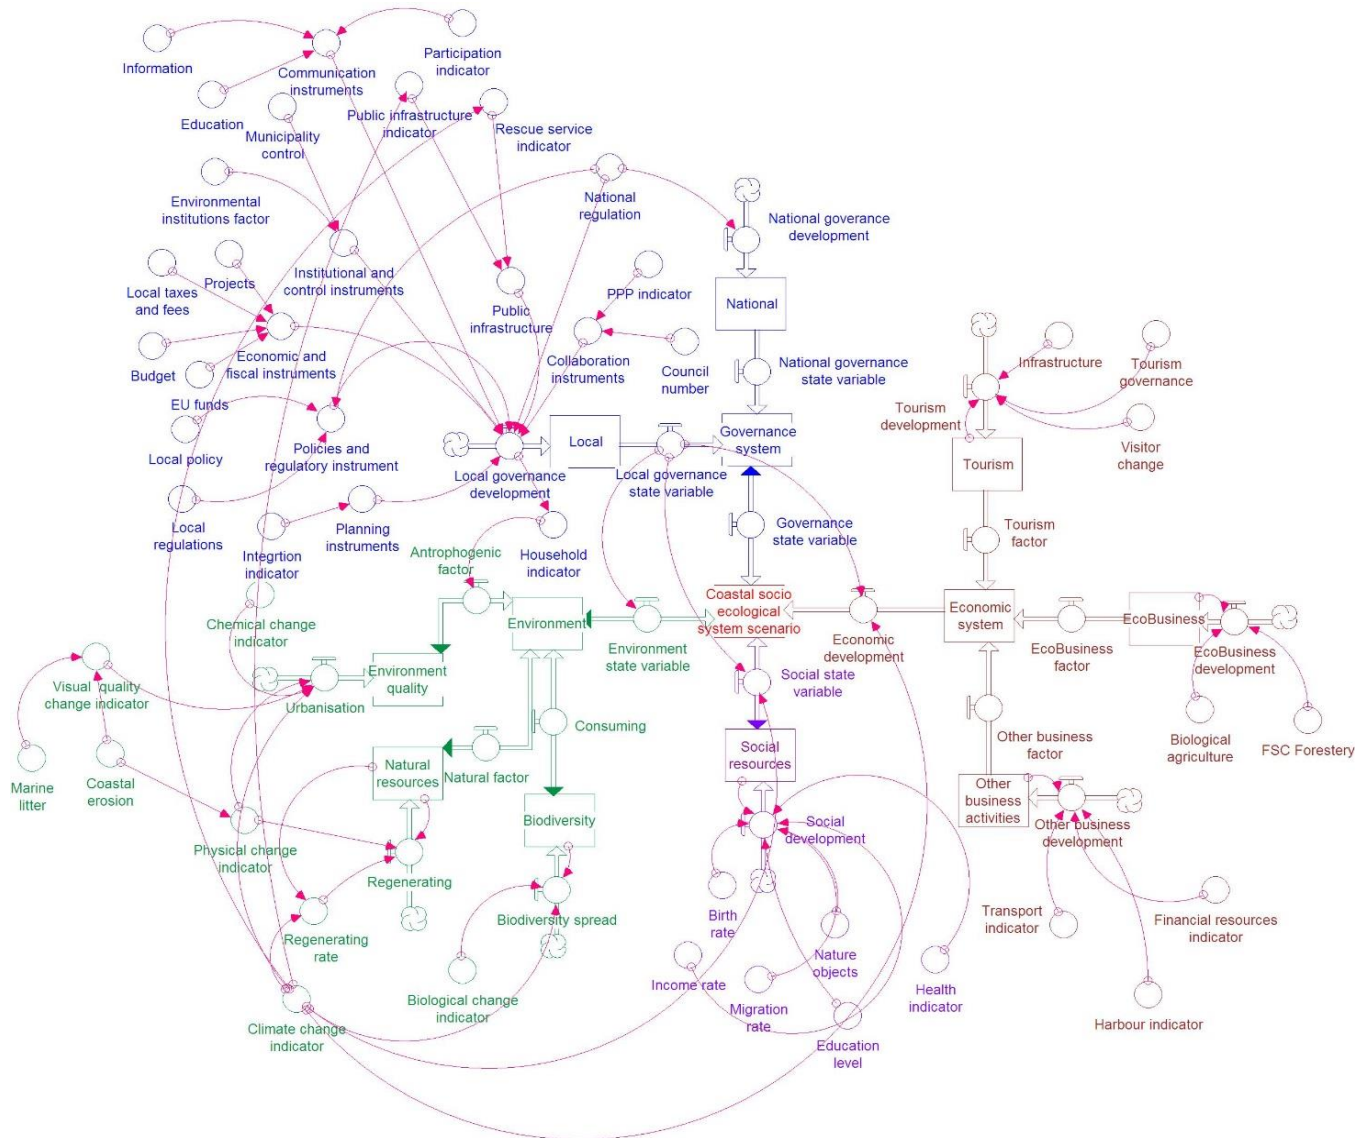 Information
Participation
indicator
Communication
instruments
Education
Municipality
control
Public infrastructure
indicator
Rescue service
indicator
Environmental
institutions factor
National
regulation
National goverance
development
Local taxes
and fees
Projects
Institutional and
control instruments
Public
infrastructure
PPP indicator
National
Budget
Economic and
fiscal instruments
Collaboration
instruments
Council
number
National governance
state variable
Infrastructure
Tourism
governance
EU funds
Tourism
development
Visitor
change
Local policy
Policies and
regulatory instrument
Local
Governance
system
Local governance
development
Local governance
state variable
Tourism
Local
regulations
Integrtion
indicator
Planning
instruments
Household
indicator
Governance
state variable
Tourism
factor
Antrophogenic
factor
Chemical change
indicator
Environment
Environment
state variable
Coastal socio
ecological
system scenario
Economic
development
Economic
system
EcoBusiness
factor
EcoBusiness
EcoBusiness
development
Visual quality
change indicator
Urbanisation
Environment
quality
Social state
variable
Consuming
Marine
litter
Coastal
erosion
Natural
resources
Natural factor
Social
resources
Other business
factor
Biological
agriculture
FSC Forestery
Physical change
indicator
Biodiversity
Social
development
Other
business
activities
Other business
development
Regenerating
Regenerating
rate
Biodiversity spread
Birth
rate
Nature
objects
Transport
indicator
Financial resources
indicator
Climate change
indicator
Biological change
indicator
Income rate
Migration
rate
Education
level
Health
indicator
Harbour indicator